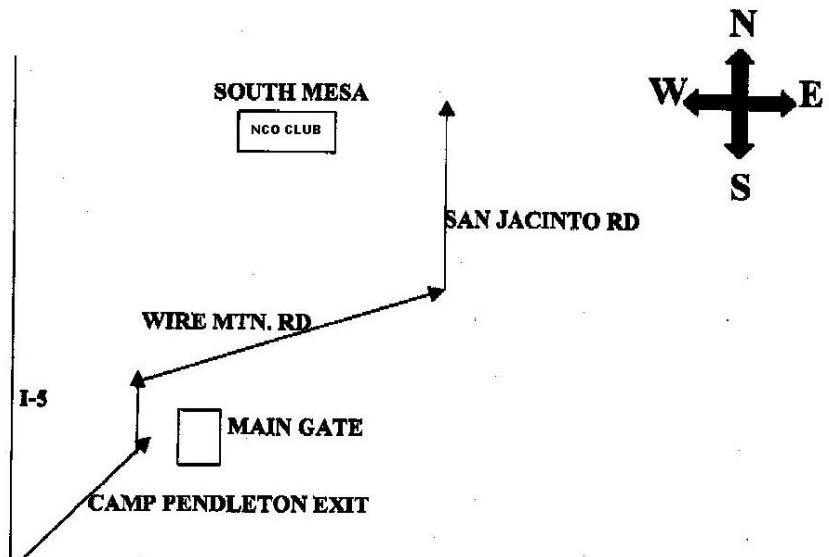 N
SOUTH MESA
W E
NCO CLUB
S
SAN JACINTO RD
WIRE MTN. RD
I-5
MAIN GATE
CAMP PENDLETON EXIT